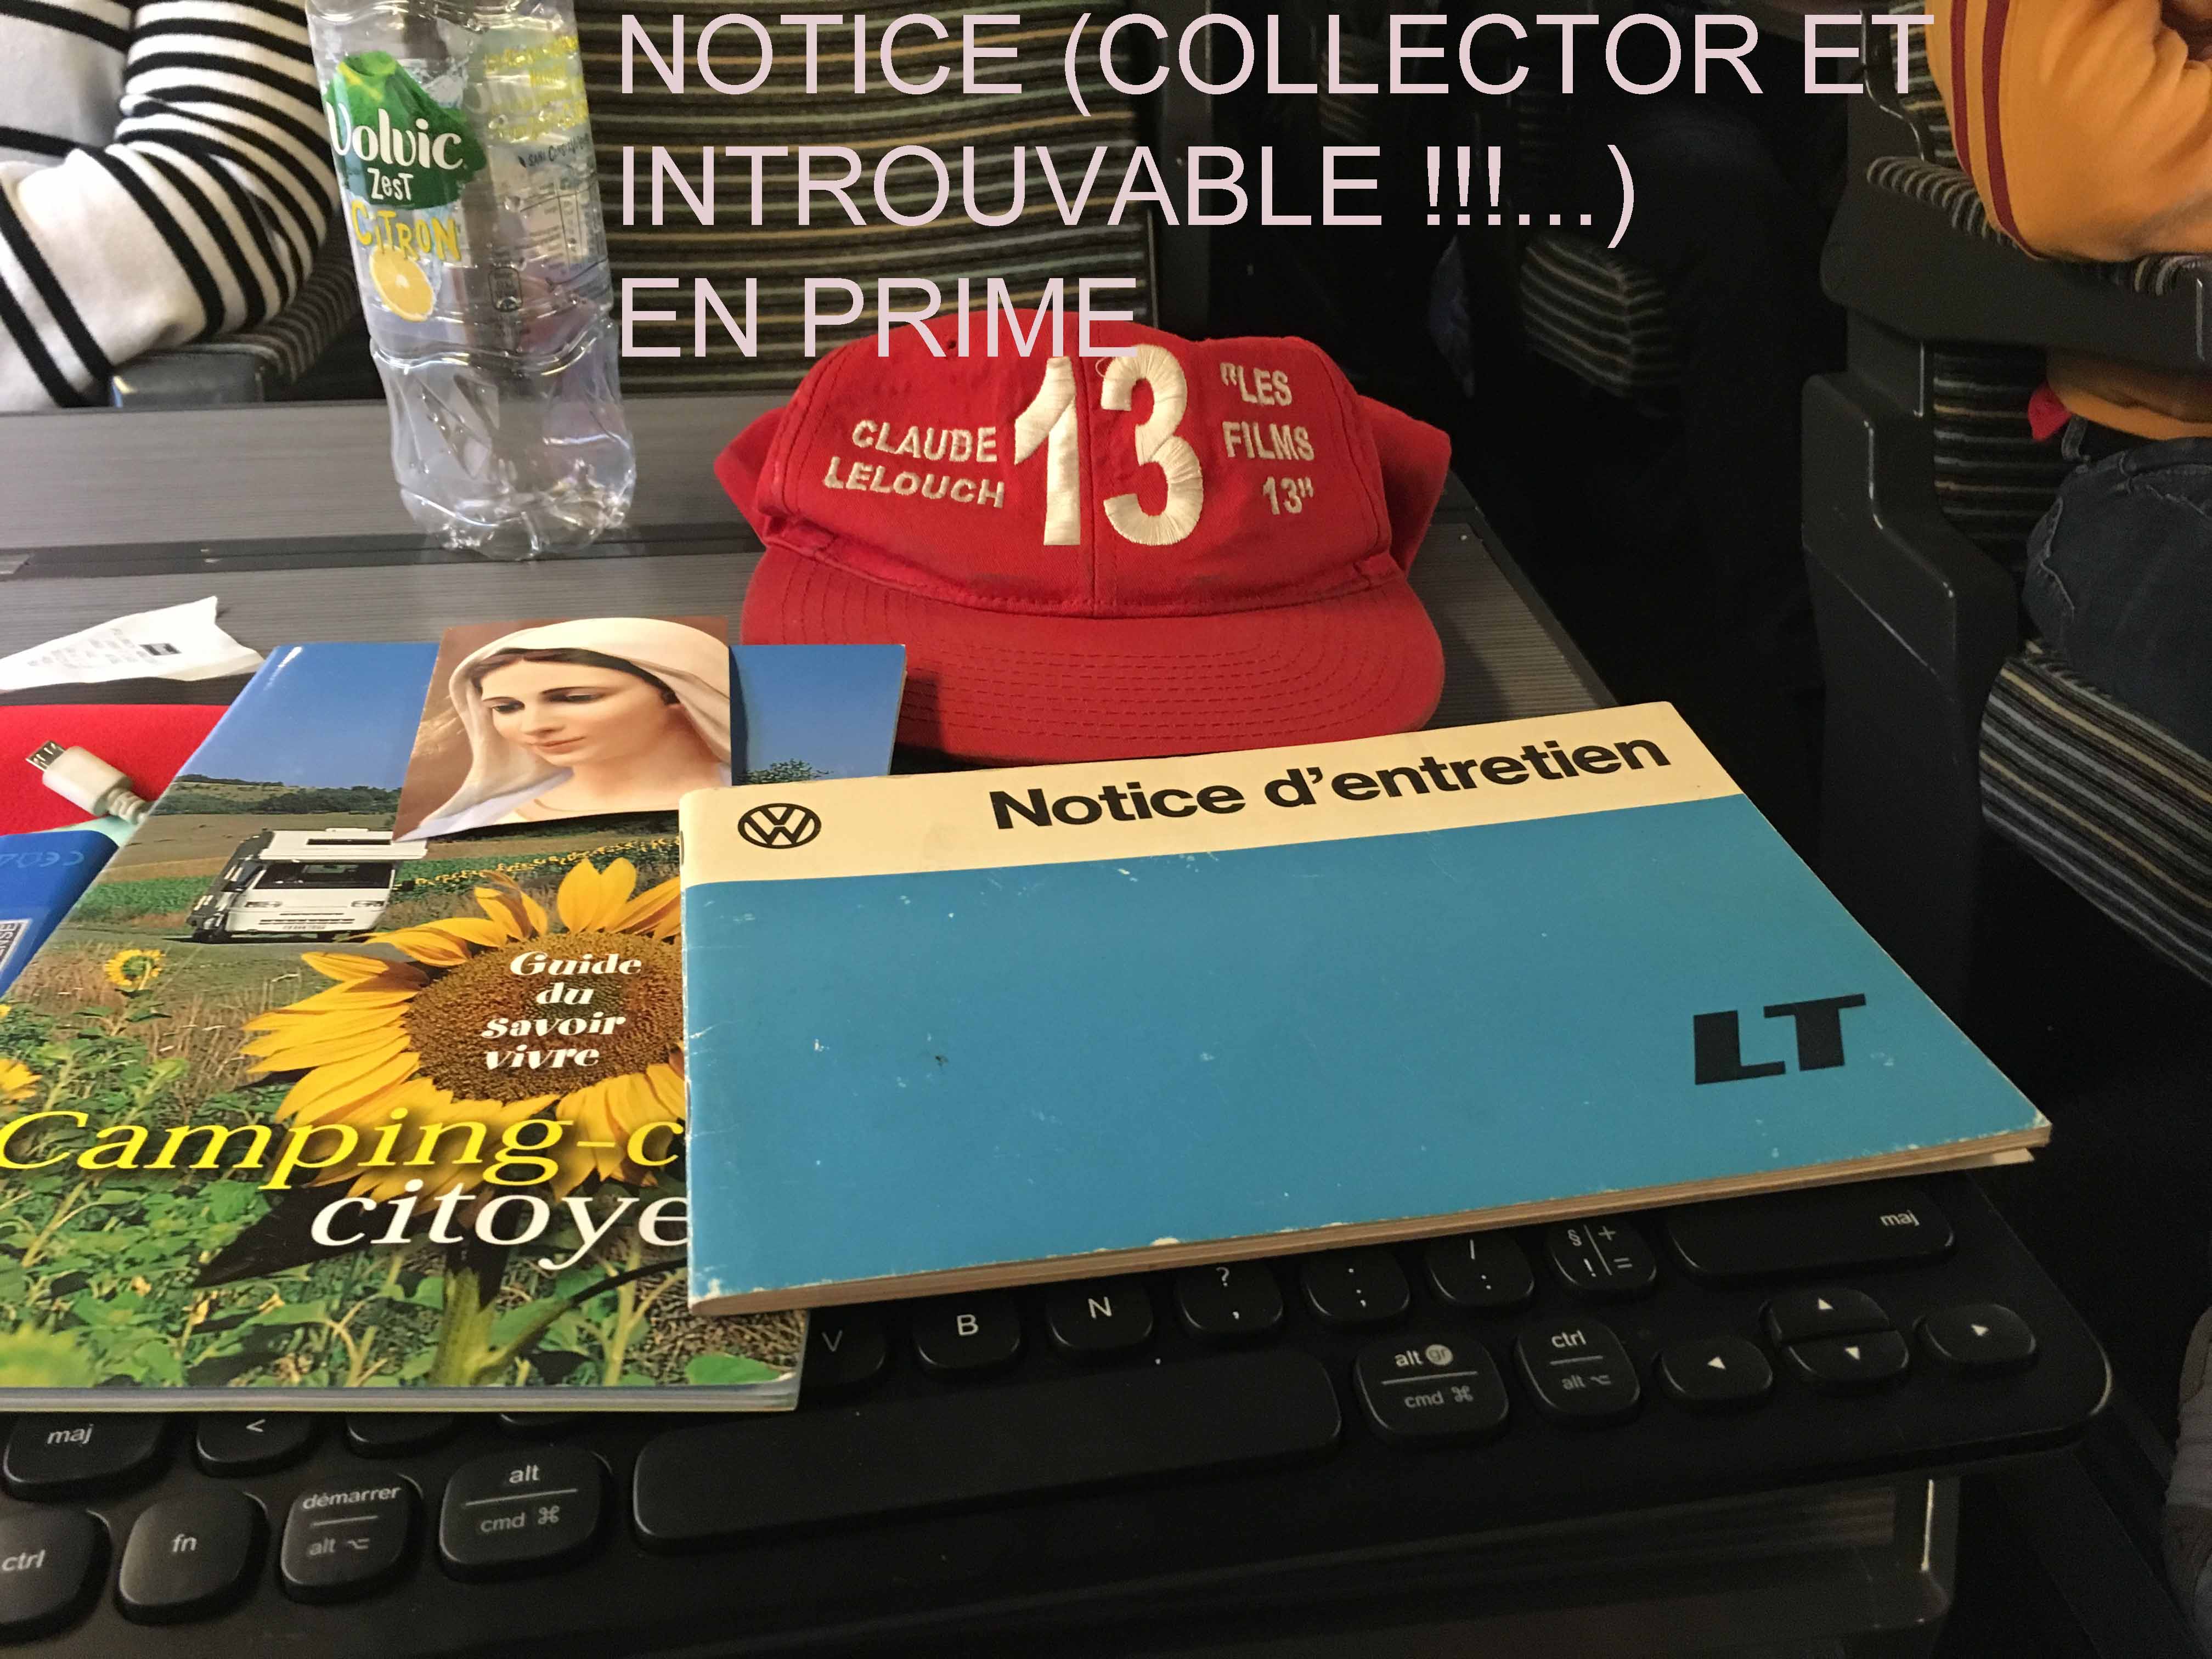 NOTICE (COLLECTOR ET
INTROUVABLE !!!...)
EN PRIME
Volvic
ZesT
CiTRON
CLAUDE
LELOUCH
13
"LES
FILMS
13"
Notice d'entretien
LT
Guide
du
savoir
vivre
Camping-c
citoye
maj
§ +
! =
/
:
.
;
?
,
N
B
V
alt gr
cmd ⌘
ctrl
alt ⌥
maj
<
alt
cmd ⌘
démarrer
alt ⌥
fn
ctrl